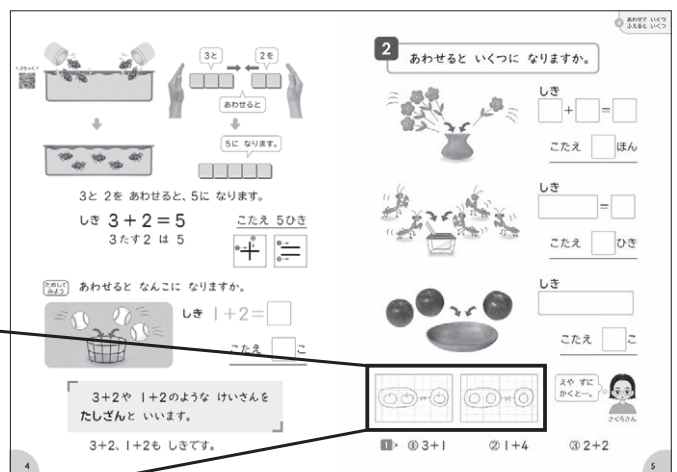 \ぷらっく/
3と
2を
あわせると
5に なります。
3と 2を あわせると、5に なります。
しき 3+2=5
3たす2 は 5
こたえ 5ひき
+
=
ためして みよう
あわせると なんこに なりますか。
しき 1+2=
こたえ こ
3+2や 1+2のような けいさんを
たしざんと いいます。
3+2、1+2も しきです。
4
4
あわせて いくつ
ふえると いくつ
2
あわせると いくつに なりますか。
しき
+ =
こたえ ほん
しき
=
こたえ ひき
しき
こたえ こ
えや ずに
かくと…。
さくらさん
1 ① 3+1 ② 1+4 ③ 2+2
5